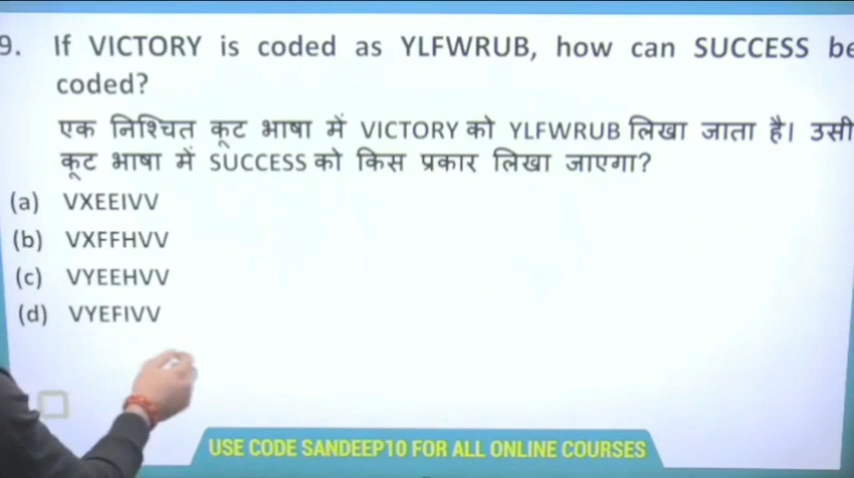 9. If VICTORY is coded as YLFWRUB, how can SUCCESS be
coded?
एक निश्चित कूट भाषा में VICTORY को YLFWRUB लिखा जाता है। उसी
कूट भाषा में SUCCESS को किस प्रकार लिखा जाएगा?
(a) VXEEIVV
(b) VXFFHVV
(c) VYEEHVV
(d) VYEFIVV
USE CODE SANDEEP10 FOR ALL ONLINE COURSES